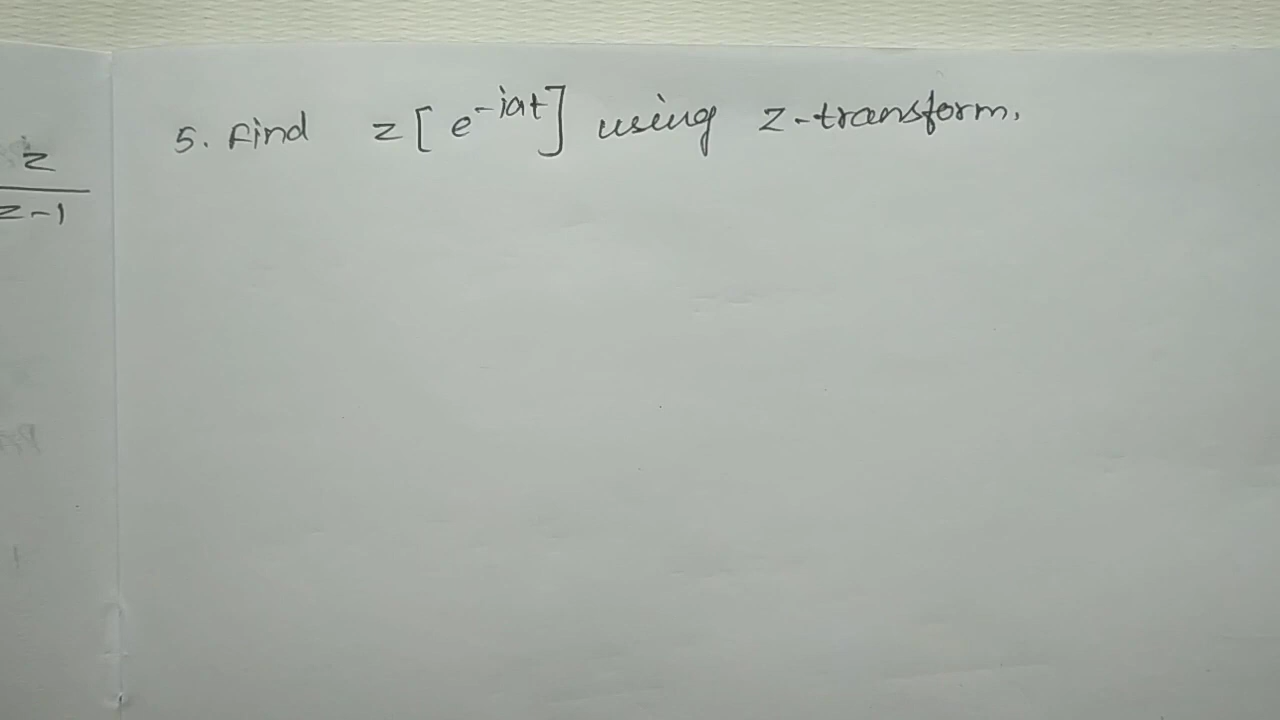 5. Find z[e^{-iat}] using z-transform.
z
z-1